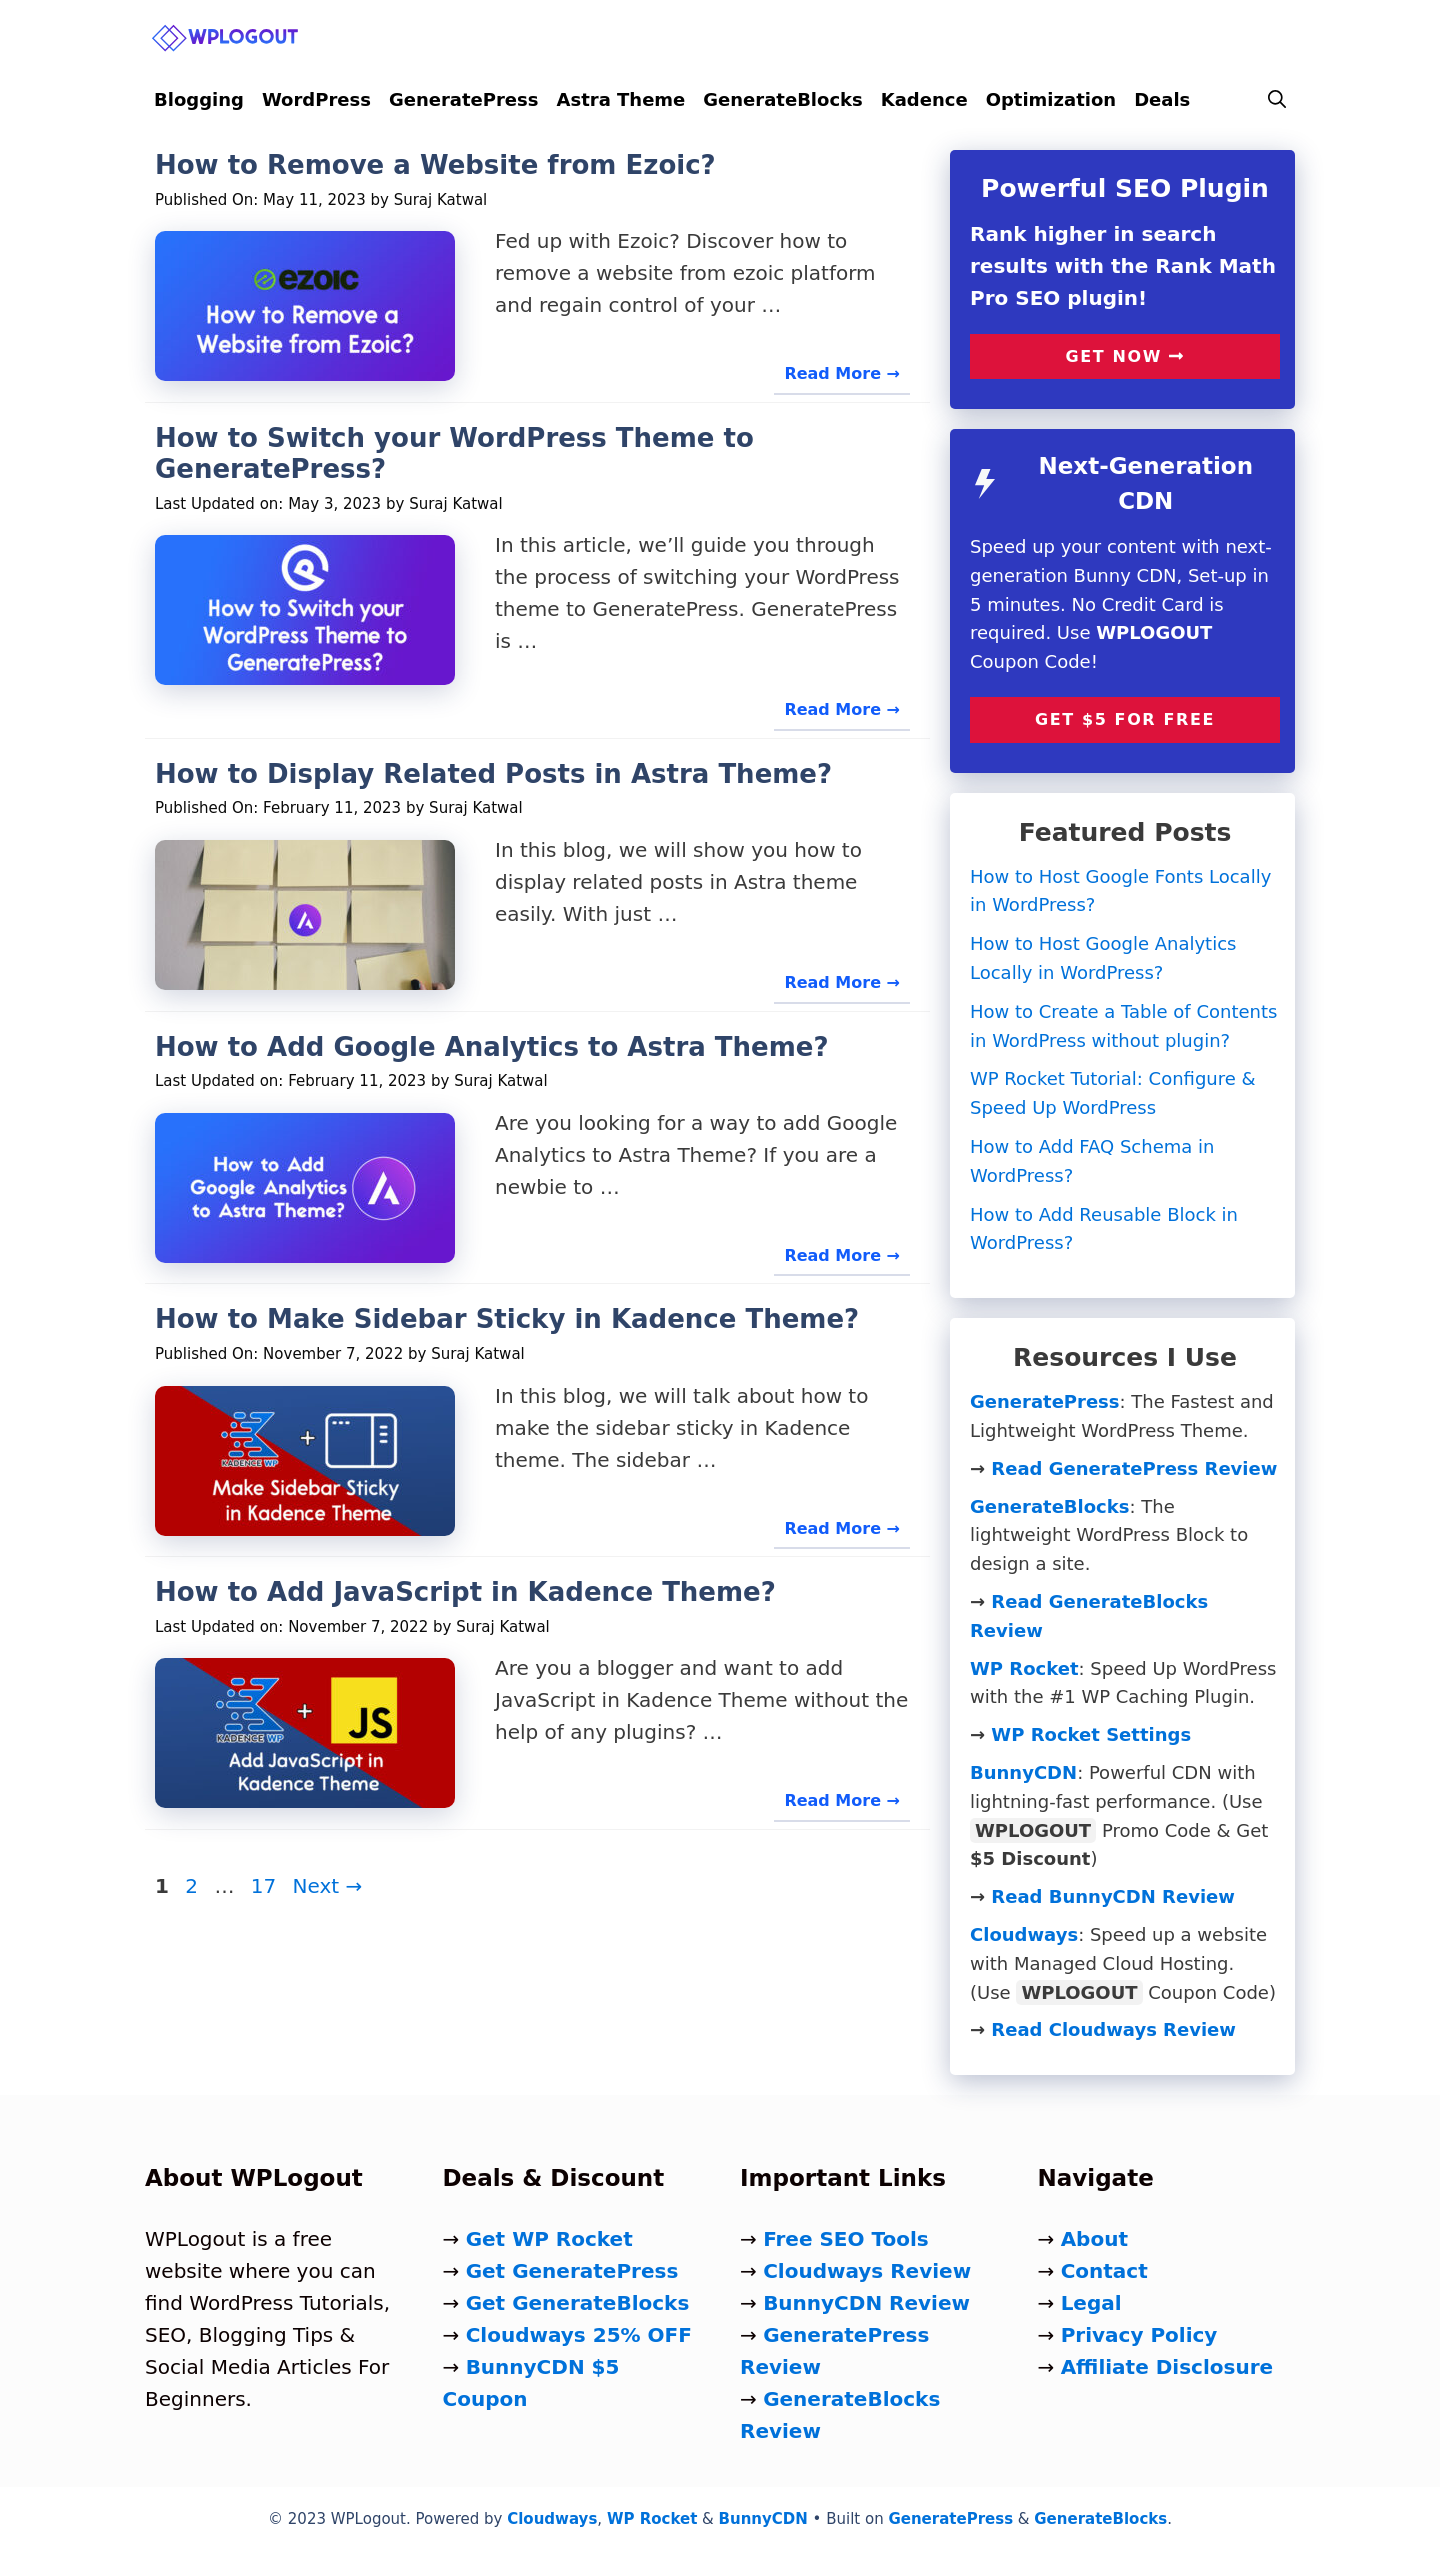 WPLOGOUT
Blogging WordPress GeneratePress Astra Theme GenerateBlocks Kadence Optimization Deals
How to Remove a Website from Ezoic?
Published On: May 11, 2023 by Suraj Katwal
ezoic
How to Remove a
Website from Ezoic?
Fed up with Ezoic? Discover how to
remove a website from ezoic platform
and regain control of your …
Read More →
How to Switch your WordPress Theme to
GeneratePress?
Last Updated on: May 3, 2023 by Suraj Katwal
How to Switch your
WordPress Theme to
GeneratePress?
In this article, we’ll guide you through
the process of switching your WordPress
theme to GeneratePress. GeneratePress
is …
Read More →
How to Display Related Posts in Astra Theme?
Published On: February 11, 2023 by Suraj Katwal
In this blog, we will show you how to
display related posts in Astra theme
easily. With just …
Read More →
How to Add Google Analytics to Astra Theme?
Last Updated on: February 11, 2023 by Suraj Katwal
How to Add
Google Analytics
to Astra Theme?
Are you looking for a way to add Google
Analytics to Astra Theme? If you are a
newbie to …
Read More →
How to Make Sidebar Sticky in Kadence Theme?
Published On: November 7, 2022 by Suraj Katwal
+
KADENCE WP
Make Sidebar Sticky
in Kadence Theme
In this blog, we will talk about how to
make the sidebar sticky in Kadence
theme. The sidebar …
Read More →
How to Add JavaScript in Kadence Theme?
Last Updated on: November 7, 2022 by Suraj Katwal
+ JS
KADENCE WP
Add JavaScript in
Kadence Theme
Are you a blogger and want to add
JavaScript in Kadence Theme without the
help of any plugins? …
Read More →
1 2 … 17 Next →
Powerful SEO Plugin
Rank higher in search
results with the Rank Math
Pro SEO plugin!
GET NOW ➞
Next-Generation
CDN
Speed up your content with next-
generation Bunny CDN, Set-up in
5 minutes. No Credit Card is
required. Use WPLOGOUT
Coupon Code!
GET $5 FOR FREE
Featured Posts
How to Host Google Fonts Locally
in WordPress?
How to Host Google Analytics
Locally in WordPress?
How to Create a Table of Contents
in WordPress without plugin?
WP Rocket Tutorial: Configure &
Speed Up WordPress
How to Add FAQ Schema in
WordPress?
How to Add Reusable Block in
WordPress?
Resources I Use
GeneratePress: The Fastest and
Lightweight WordPress Theme.
→ Read GeneratePress Review
GenerateBlocks: The
lightweight WordPress Block to
design a site.
→ Read GenerateBlocks
Review
WP Rocket: Speed Up WordPress
with the #1 WP Caching Plugin.
→ WP Rocket Settings
BunnyCDN: Powerful CDN with
lightning-fast performance. (Use
WPLOGOUT Promo Code & Get
$5 Discount)
→ Read BunnyCDN Review
Cloudways: Speed up a website
with Managed Cloud Hosting.
(Use WPLOGOUT Coupon Code)
→ Read Cloudways Review
About WPLogout
WPLogout is a free
website where you can
find WordPress Tutorials,
SEO, Blogging Tips &
Social Media Articles For
Beginners.
Deals & Discount
→ Get WP Rocket
→ Get GeneratePress
→ Get GenerateBlocks
→ Cloudways 25% OFF
→ BunnyCDN $5
Coupon
Important Links
→ Free SEO Tools
→ Cloudways Review
→ BunnyCDN Review
→ GeneratePress
Review
→ GenerateBlocks
Review
Navigate
→ About
→ Contact
→ Legal
→ Privacy Policy
→ Affiliate Disclosure
© 2023 WPLogout. Powered by Cloudways, WP Rocket & BunnyCDN • Built on GeneratePress & GenerateBlocks.